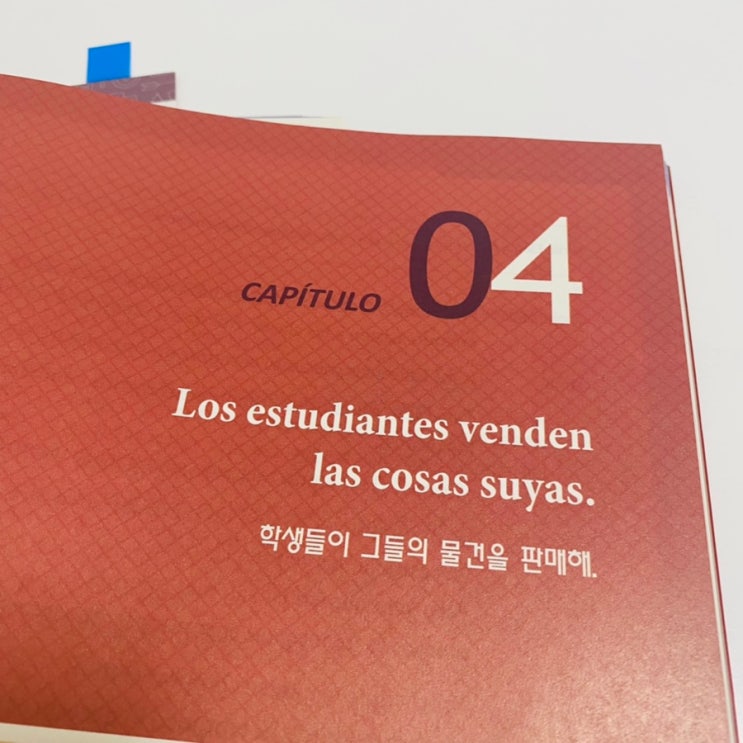 CAPÍTULO 04
Los estudiantes venden
las cosas suyas.
학생들이 그들의 물건을 판매해.